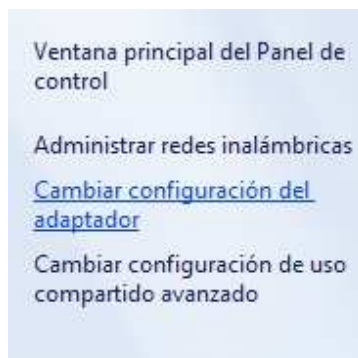 Ventana principal del Panel de
control
Administrar redes inalámbricas
Cambiar configuración del
adaptador
Cambiar configuración de uso
compartido avanzado